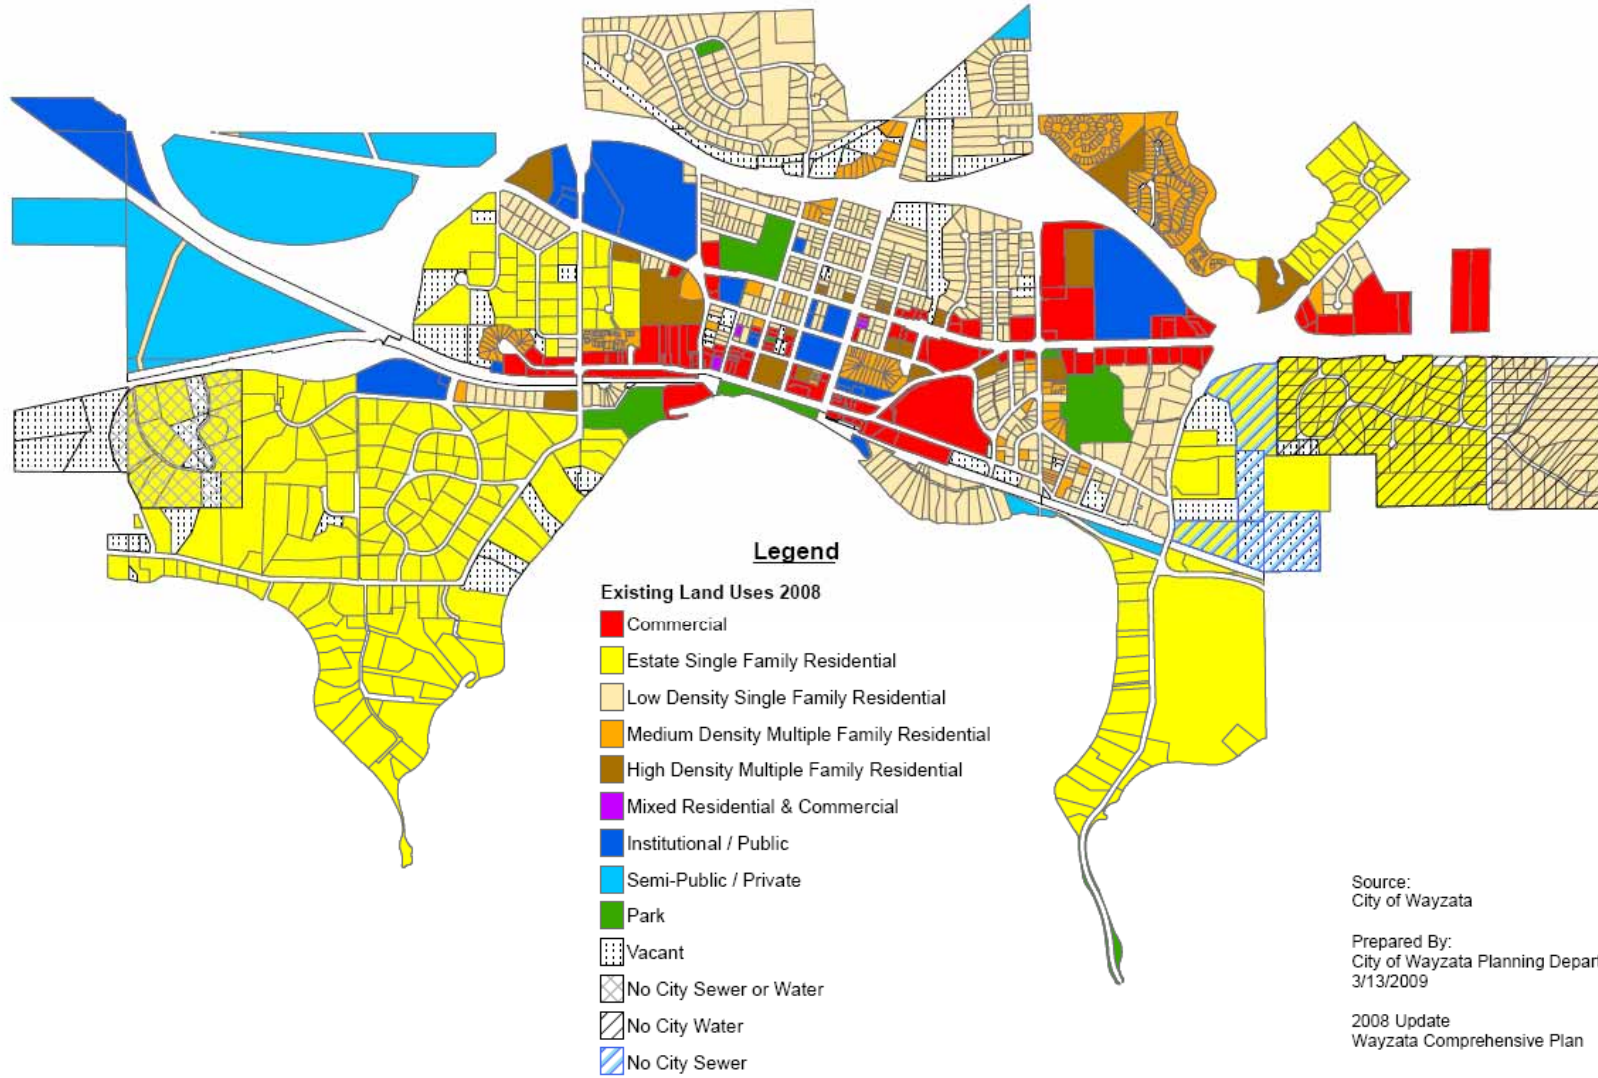 Legend
Existing Land Uses 2008
Commercial
Estate Single Family Residential
Low Density Single Family Residential
Medium Density Multiple Family Residential
High Density Multiple Family Residential
Mixed Residential & Commercial
Institutional / Public
Semi-Public / Private
Park
Vacant
No City Sewer or Water
No City Water
No City Sewer
Source:
City of Wayzata
Prepared By:
City of Wayzata Planning Depar
3/13/2009
2008 Update
Wayzata Comprehensive Plan